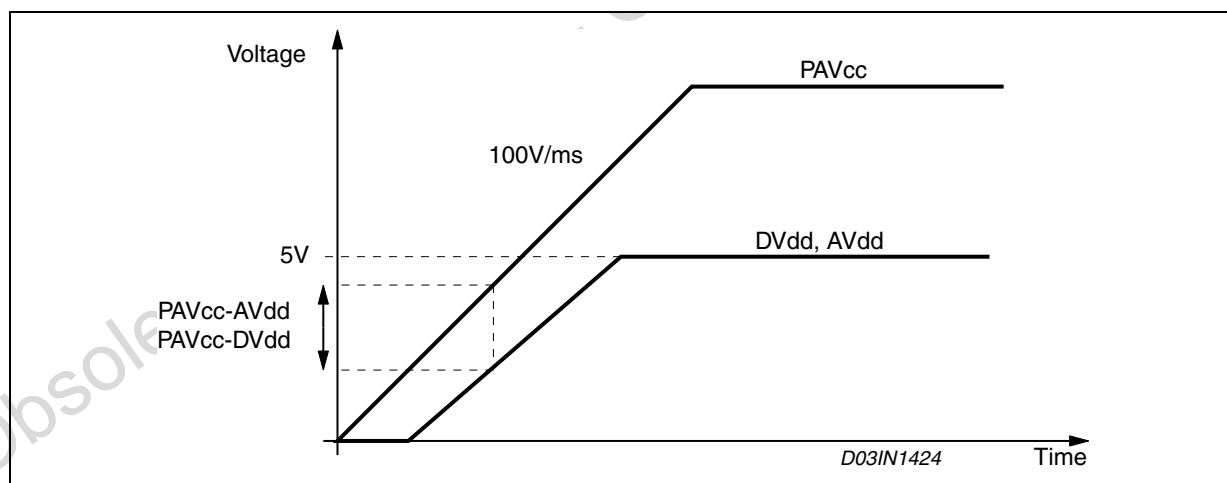 Voltage
PAVcc
100V/ms
5V
DVdd, AVdd
PAVcc-AVdd
PAVcc-DVdd
D03IN1424
Time